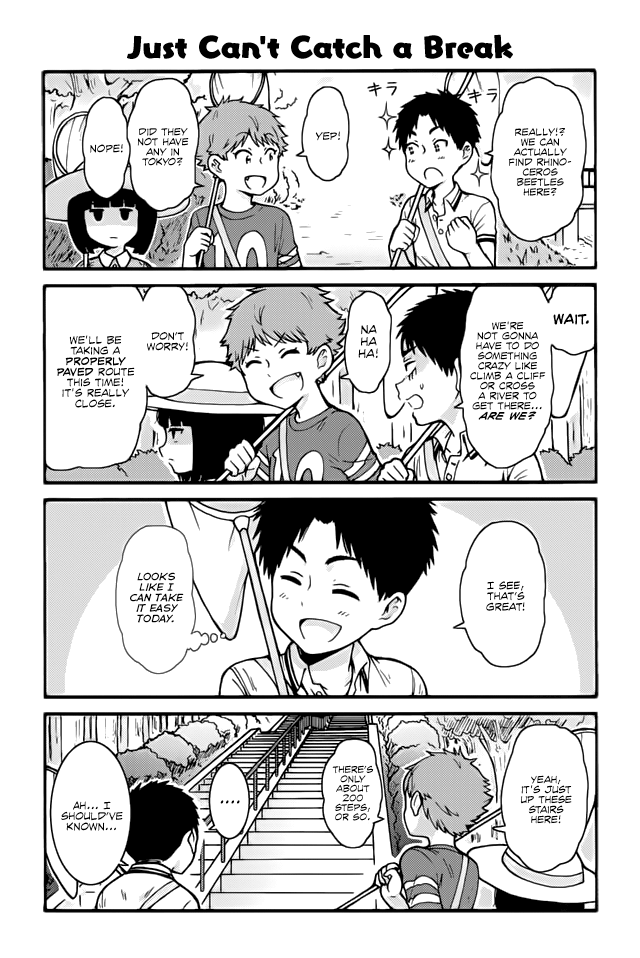 Just Can't Catch a Break
REALLY!?
WE CAN
ACTUALLY
FIND RHINO-
CEROS
BEETLES
HERE?
キラ
キラ
YEP!
DID THEY
NOT HAVE
ANY IN
TOKYO?
NOPE!
WAIT.
WE'RE
NOT GONNA
HAVE TO DO
SOMETHING
CRAZY LIKE
CLIMB A CLIFF
OR CROSS
A RIVER TO
GET THERE...
ARE WE?
NA
HA
HA!
DON'T
WORRY!
WE'LL BE
TAKING A
PROPERLY
PAVED ROUTE
THIS TIME!
IT'S REALLY
CLOSE.
I SEE,
THAT'S
GREAT!
LOOKS
LIKE I
CAN TAKE
IT EASY
TODAY.
YEAH,
IT'S JUST
UP THESE
STAIRS
HERE!
THERE'S
ONLY
ABOUT
200
STEPS,
OR SO.
....
AH... I
SHOULD'VE
KNOWN...